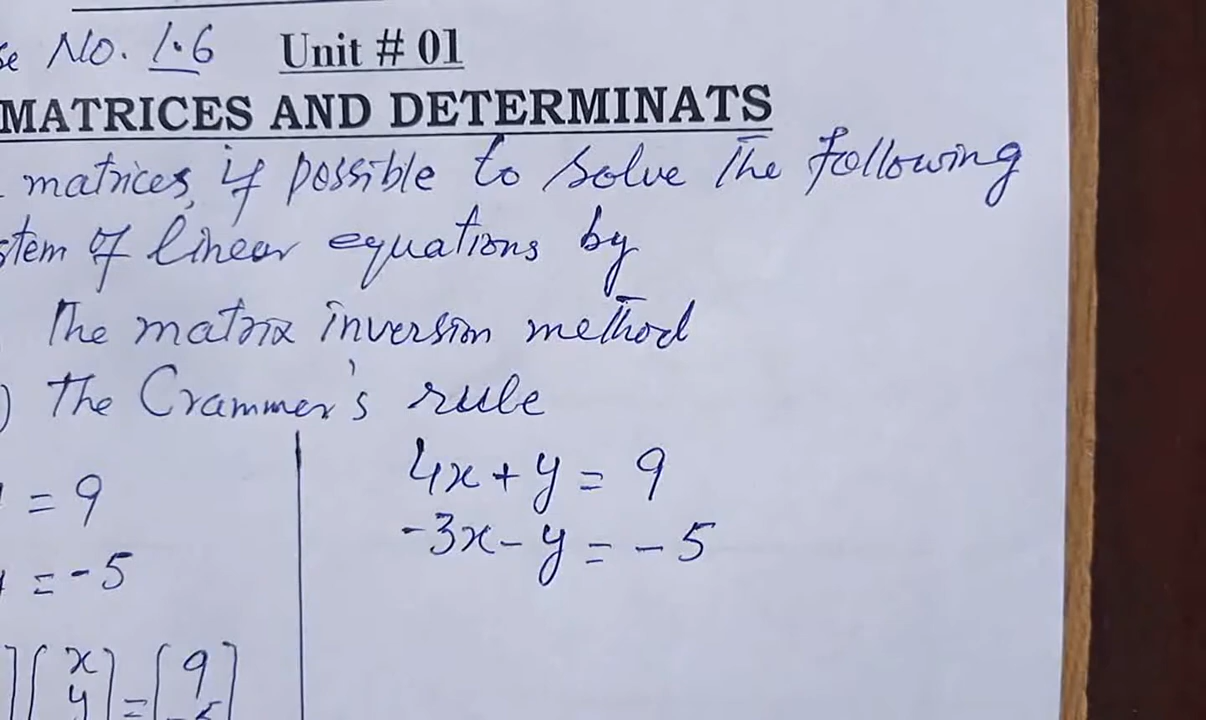 No. 1.6 Unit # 01
MATRICES AND DETERMINATS
matrices, if possible to solve the following
of linear equations by
The matrix inversion method
) The Crammer's rule
= 9
= -5
4x + y = 9
-3x - y = - 5
] [ x y ] = [ 9